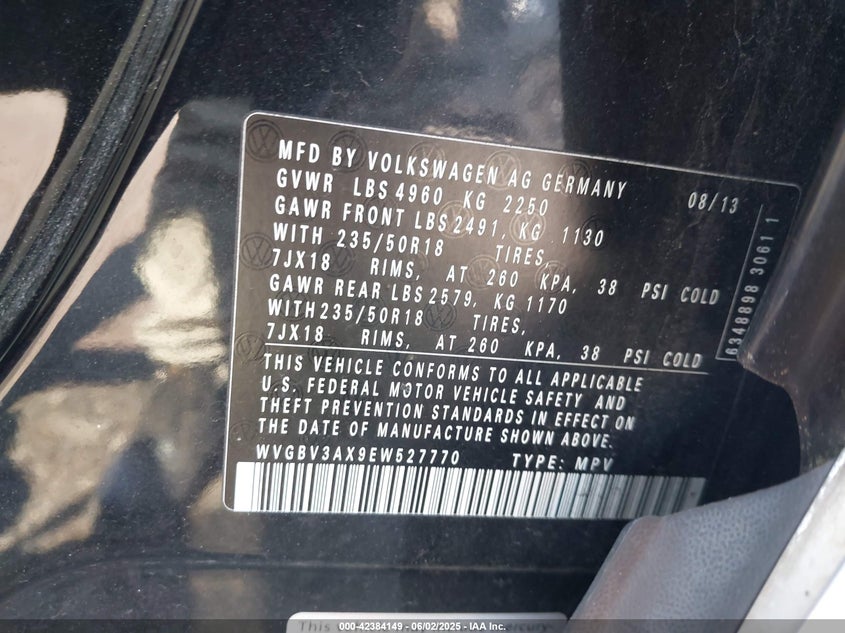 MFD BY VOLKSWAGEN AG GERMANY 08/13
GVWR LBS 4960 KG 2250
GAWR FRONT LBS 2491, KG 1130
WITH 235/50R18 TIRES,
7JX18 RIMS, AT 260 KPA, 38 PSI COLD
GAWR REAR LBS 2579, KG 1170
WITH 235/50R18 TIRES,
7JX18 RIMS, AT 260 KPA, 38 PSI COLD
THIS VEHICLE CONFORMS TO ALL APPLICABLE
U.S. FEDERAL MOTOR VEHICLE SAFETY AND
THEFT PREVENTION STANDARDS IN EFFECT ON
THE DATE OF MANUFACTURE SHOWN ABOVE.
WVGBV3AX9EW527770 TYPE: MPV
6348898 3061 1
This
000-42384149 - 06/02/2025 - IAA Inc.